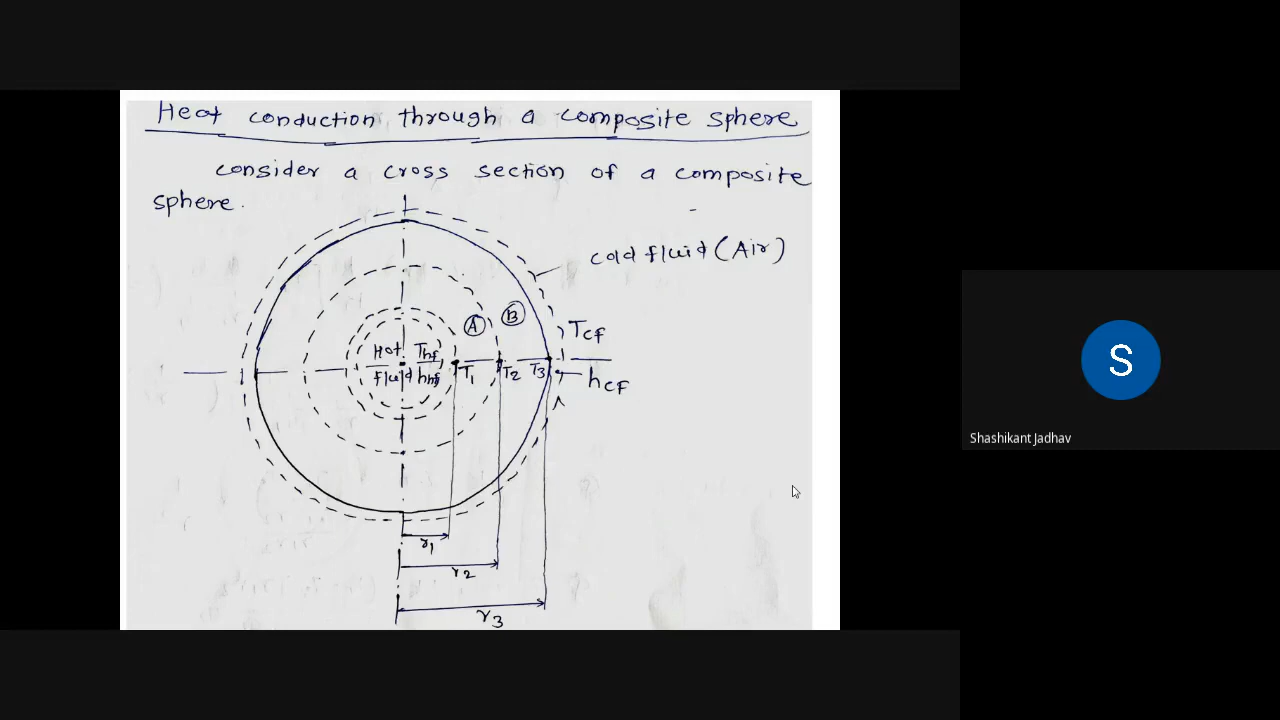 Heat conduction through a composite sphere
consider a cross section of a composite
sphere.
cold fluid (Air)
A B
Tcf
Hot Thf
fluid hhf
T1 T2 T3
hcf
r1
r2
r3
S
Shashikant Jadhav